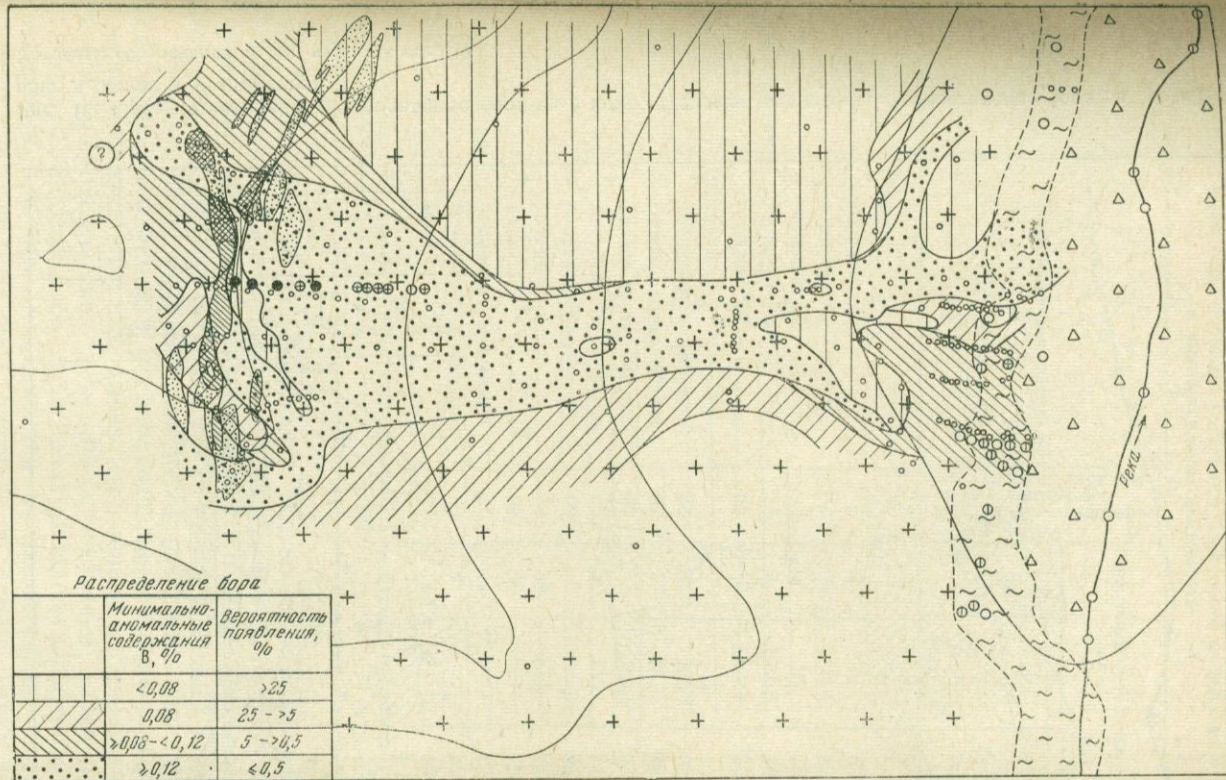 ?
Река
Распределение бора
Минимально-
аномальные
содержания
В, %
Вероятность
появления,
%
<0,08 >25
0,08 25 - >5
≥0,08-<0,12 5 - >0,5
≥0,12 ≤0,5